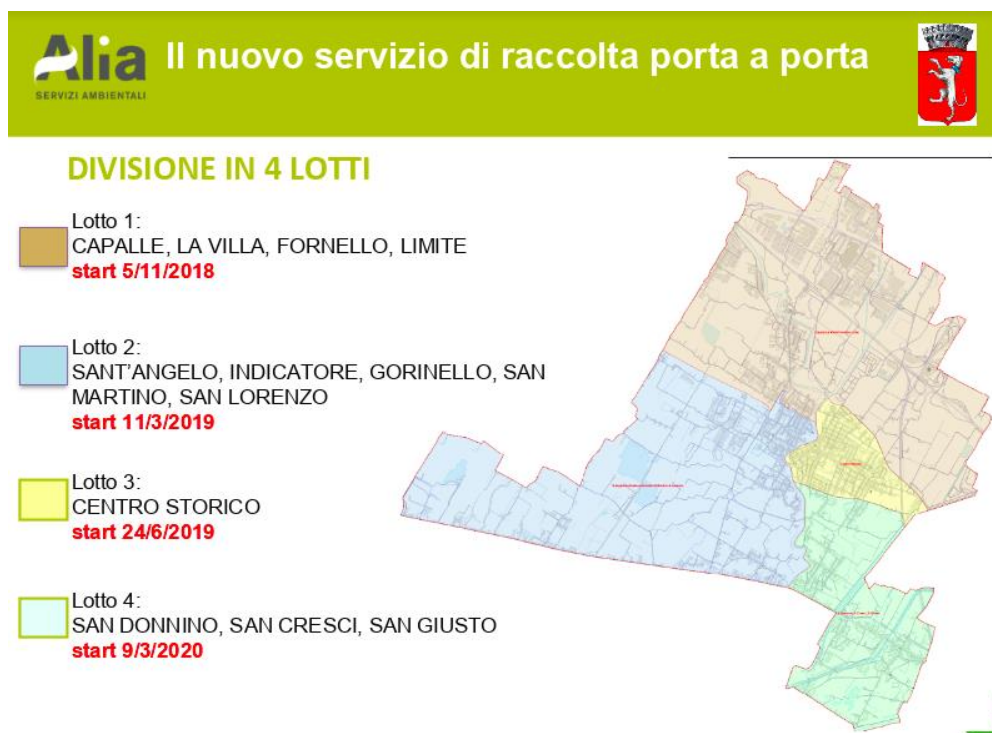 Alia
SERVIZI AMBIENTALI
Il nuovo servizio di raccolta porta a porta
DIVISIONE IN 4 LOTTI
Lotto 1:
CAPALLE, LA VILLA, FORNELLO, LIMITE
start 5/11/2018
Lotto 2:
SANT'ANGELO, INDICATORE, GORINELLO, SAN
MARTINO, SAN LORENZO
start 11/3/2019
Lotto 3:
CENTRO STORICO
start 24/6/2019
Lotto 4:
SAN DONNINO, SAN CRESCI, SAN GIUSTO
start 9/3/2020